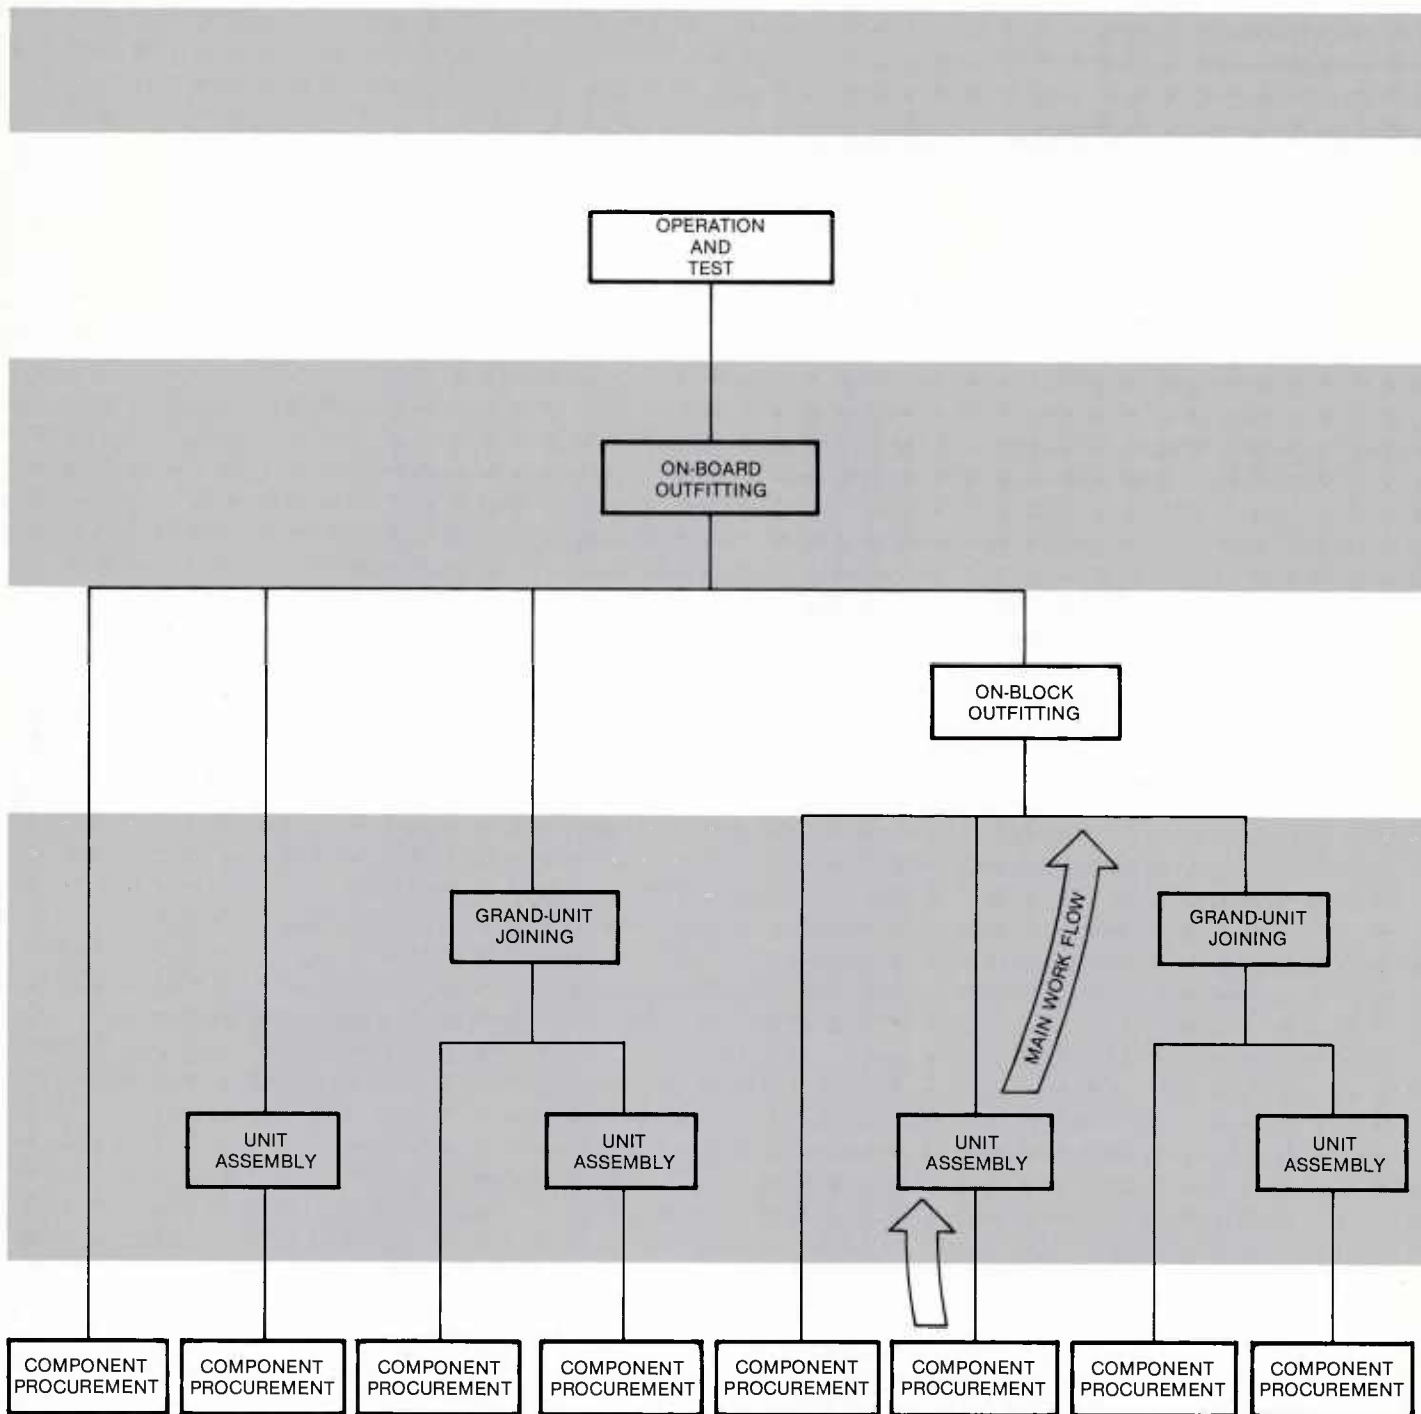 OPERATION
AND
TEST
ON-BOARD
OUTFITTING
ON-BLOCK
OUTFITTING
GRAND-UNIT
JOINING
MAIN WORK FLOW
GRAND-UNIT
JOINING
UNIT
ASSEMBLY
UNIT
ASSEMBLY
UNIT
ASSEMBLY
UNIT
ASSEMBLY
COMPONENT
PROCUREMENT
COMPONENT
PROCUREMENT
COMPONENT
PROCUREMENT
COMPONENT
PROCUREMENT
COMPONENT
PROCUREMENT
COMPONENT
PROCUREMENT
COMPONENT
PROCUREMENT
COMPONENT
PROCUREMENT